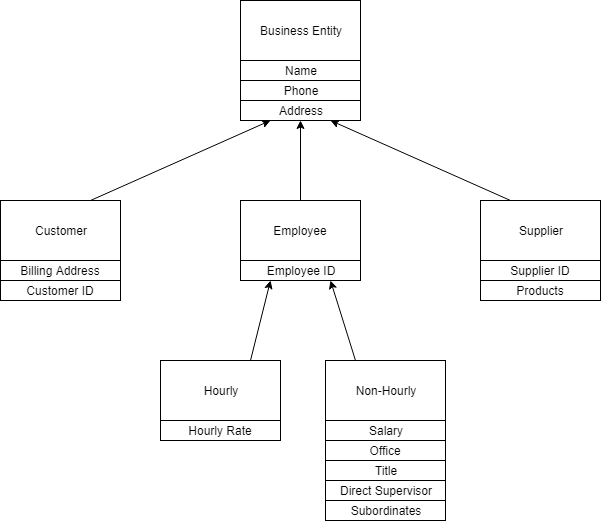 Business Entity
Name
Phone
Address
Customer
Billing Address
Customer ID
Employee
Employee ID
Supplier
Supplier ID
Products
Hourly
Hourly Rate
Non-Hourly
Salary
Office
Title
Direct Supervisor
Subordinates